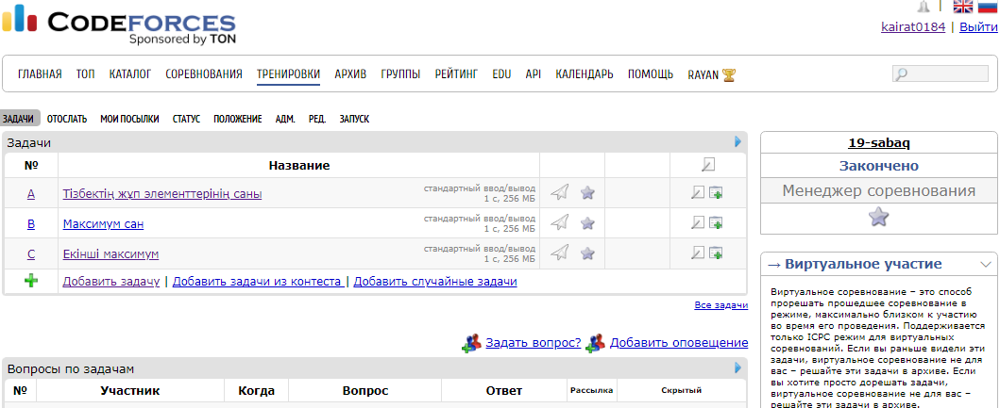 CODEFORCES
Sponsored by TON
kairat0184 | Выйти
ГЛАВНАЯ ТОП КАТАЛОГ СОРЕВНОВАНИЯ ТРЕНИРОВКИ АРХИВ ГРУППЫ РЕЙТИНГ EDU API КАЛЕНДАРЬ ПОМОЩЬ RAYAN
ЗАДАЧИ ОТОСЛАТЬ МОИ ПОСЫЛКИ СТАТУС ПОЛОЖЕНИЕ АДМ. РЕД. ЗАПУСК
Задачи
№ Название
A Тізбектің жұп элементтерінің саны стандартный ввод/вывод
1 с, 256 МБ
B Максимум сан стандартный ввод/вывод
1 с, 256 МБ
C Екінші максимум стандартный ввод/вывод
1 с, 256 МБ
Добавить задачу | Добавить задачи из контеста | Добавить случайные задачи
Все задачи
Задать вопрос? Добавить оповещение
Вопросы по задачам
№ Участник Когда Вопрос Ответ Рассылка Скрытый
19-sabaq
Закончено
Менеджер соревнования
→ Виртуальное участие
Виртуальное соревнование – это способ
прорешать прошедшее соревнование в
режиме, максимально близком к участию
во время его проведения. Поддерживается
только ICPC режим для виртуальных
соревнований. Если вы раньше видели эти
задачи, виртуальное соревнование не для
вас – решайте эти задачи в архиве. Если
вы хотите просто дорешать задачи,
виртуальное соревнование не для вас –
решайте эти задачи в архиве.